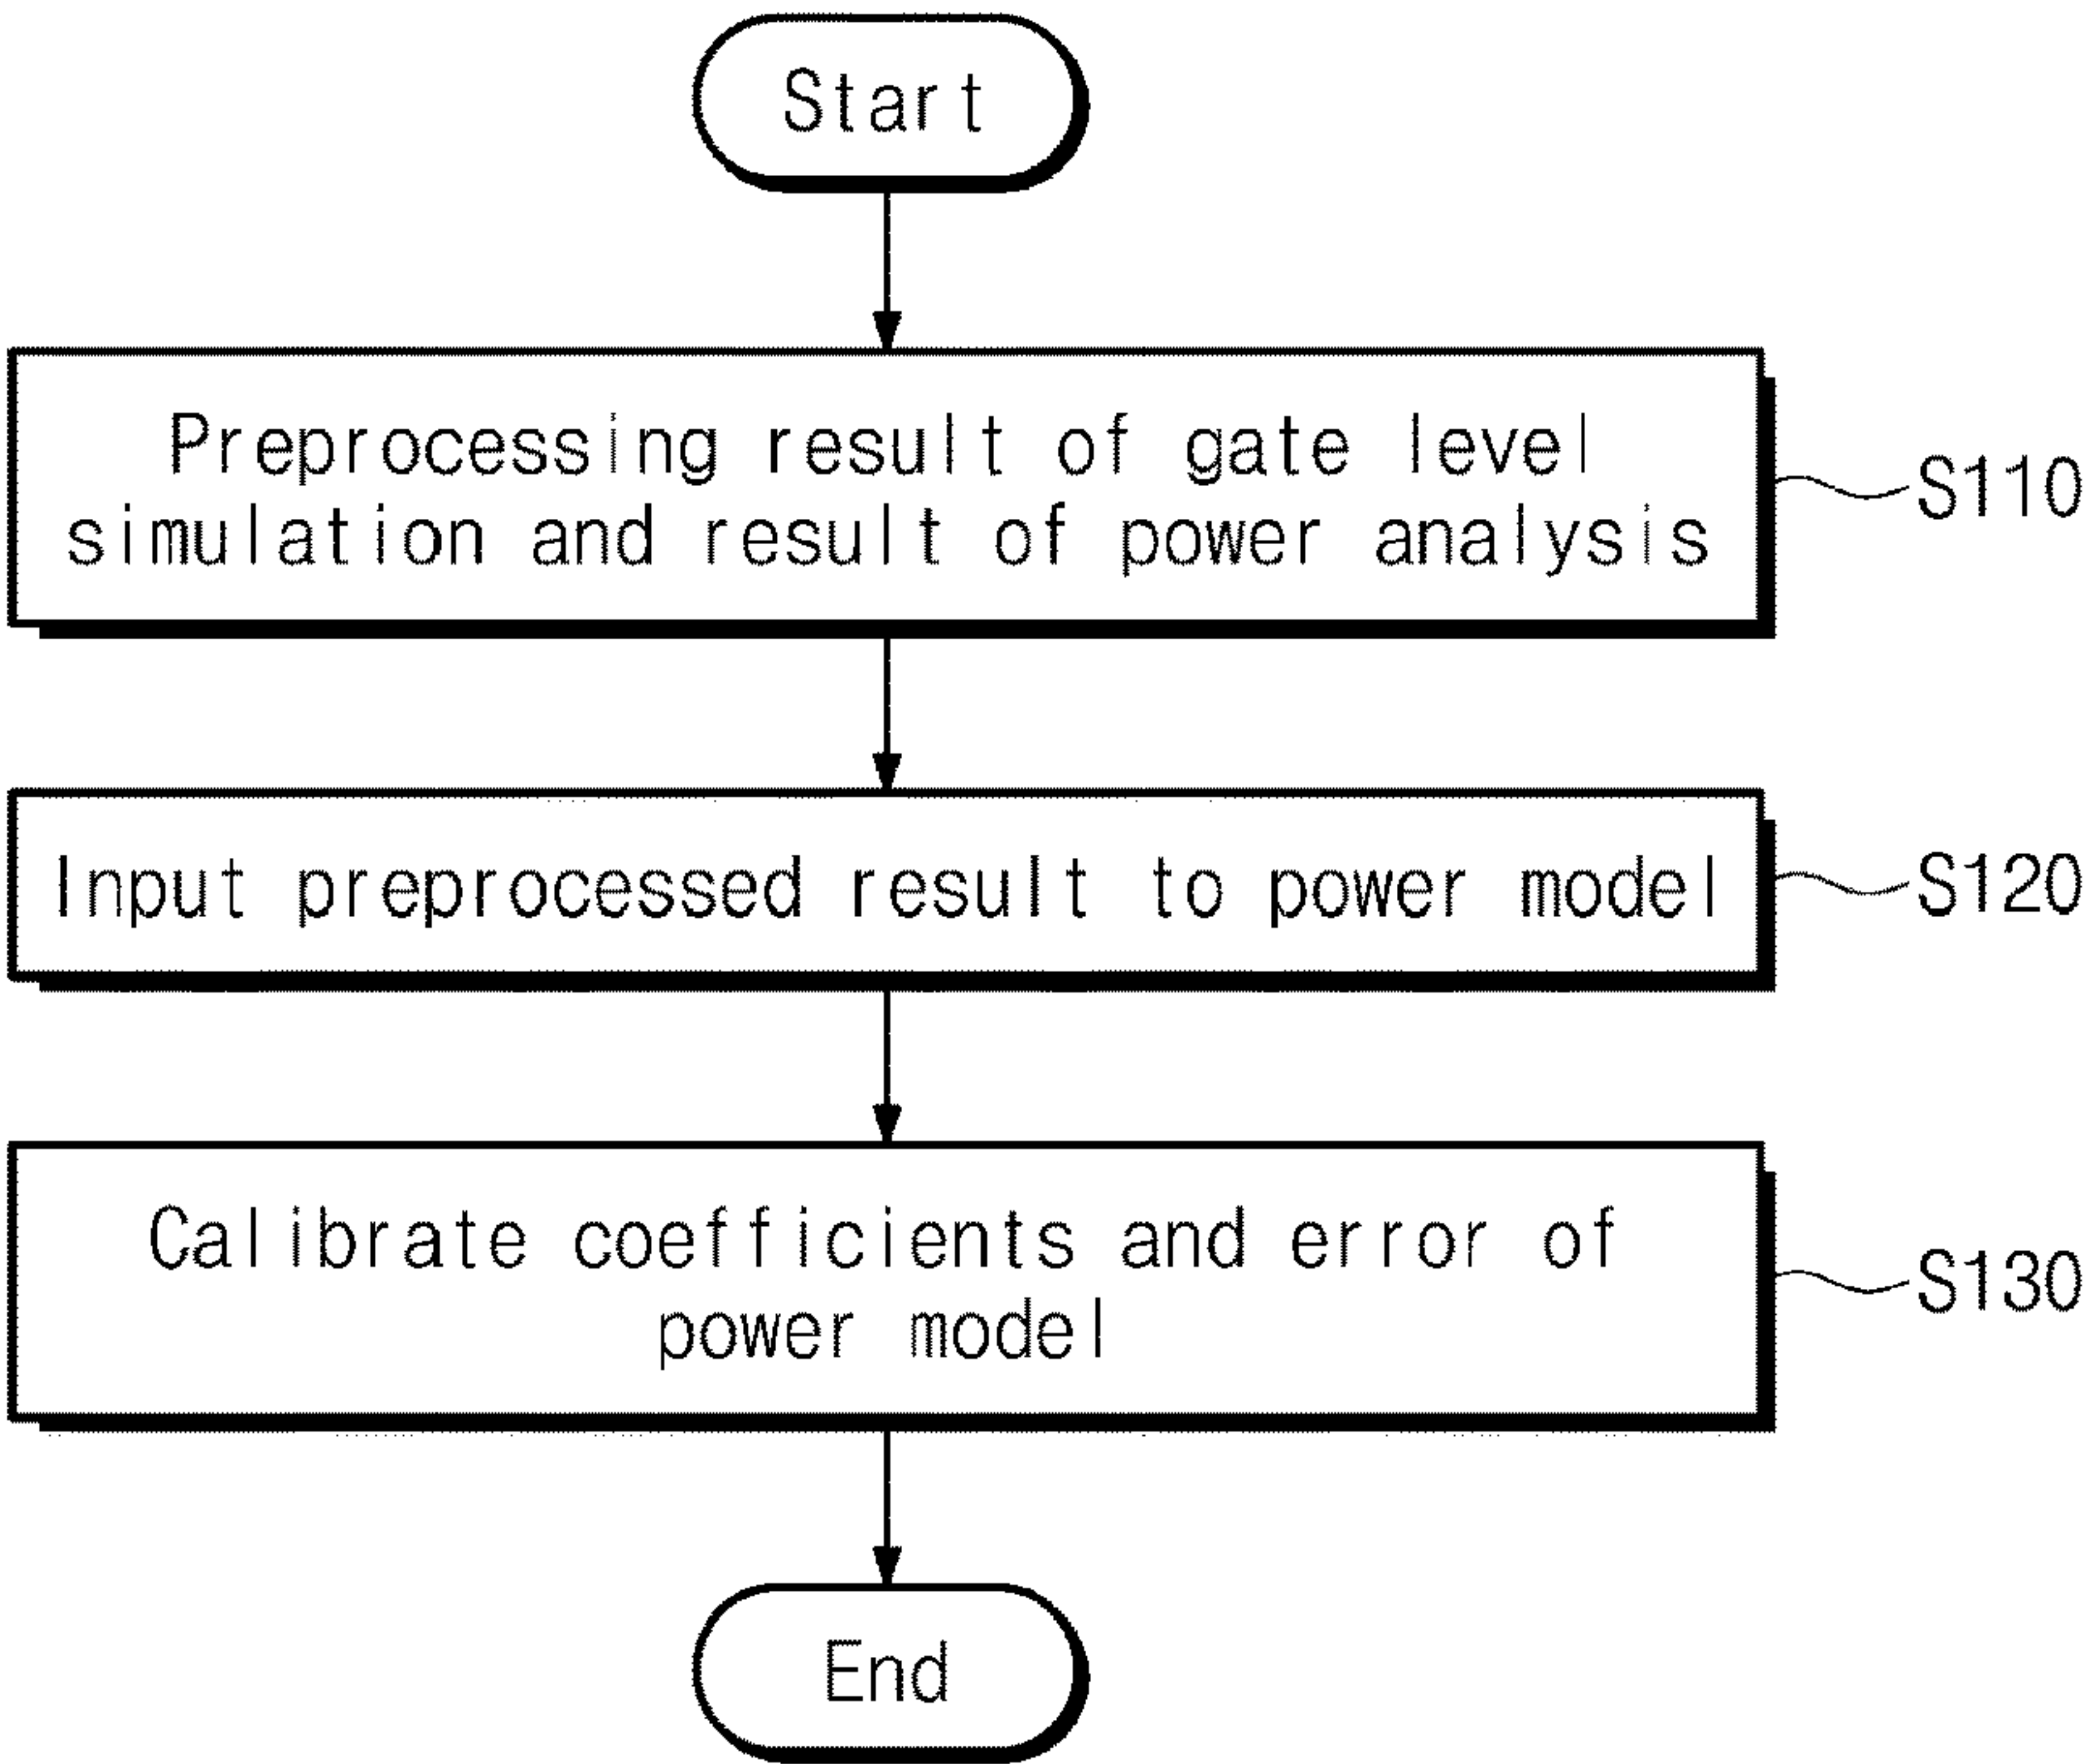 Start
Preprocessing result of gate level
simulation and result of power analysis
S110
Input preprocessed result to power model
S120
Calibrate coefficients and error of
power model
S130
End